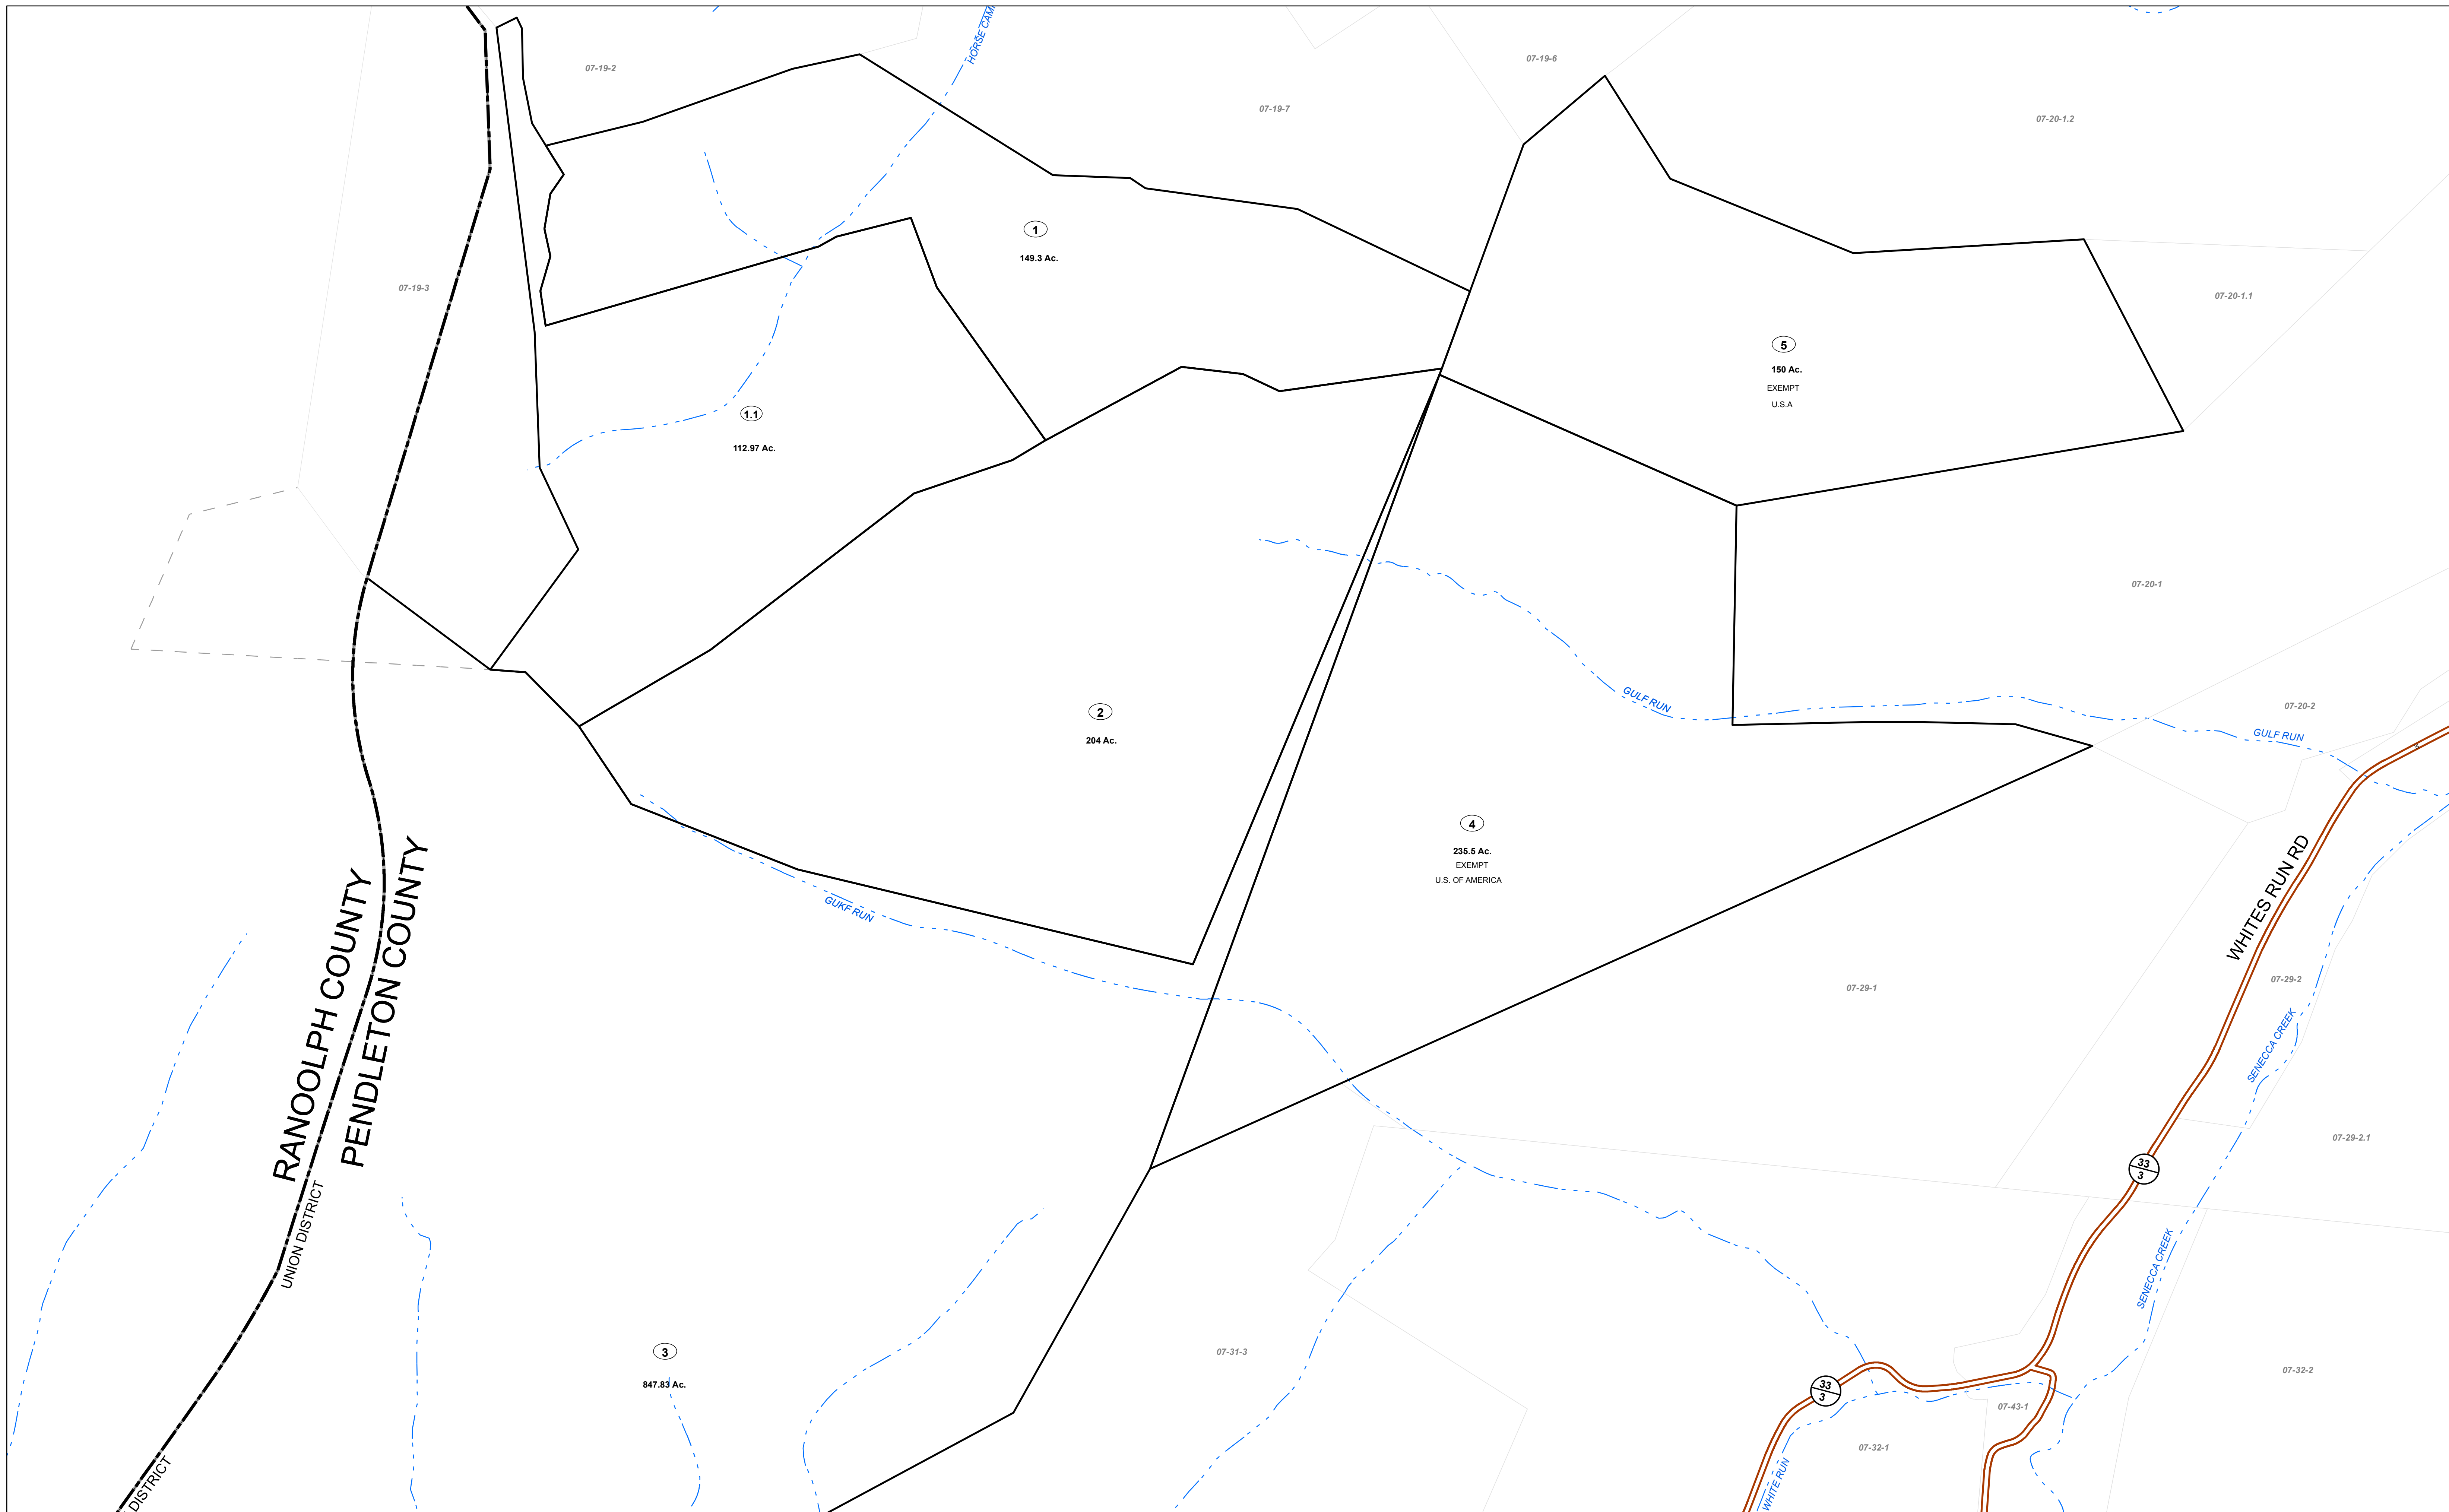 HORSE CAM
07-19-2
07-19-6
07-19-7
07-20-1.2
1
149.3 Ac.
07-19-3
07-20-1.1
5
150 Ac.
EXEMPT
U.S.A
1.1
112.97 Ac.
07-20-1
GULF RUN
07-20-2
2
204 Ac.
GULF RUN
4
235.5 Ac.
EXEMPT
U.S. OF AMERICA
WHITES RUN RD
GUKF RUN
RANOOLPH COUNTY
PENDLETON COUNTY
07-29-1
07-29-2
SENECCA CREEK
07-29-2.1
33
3
UNION DISTRICT
SENECCA CREEK
3
847.83 Ac.
07-31-3
07-32-2
33
3
07-43-1
07-32-1
WHITE RUN
DISTRICT